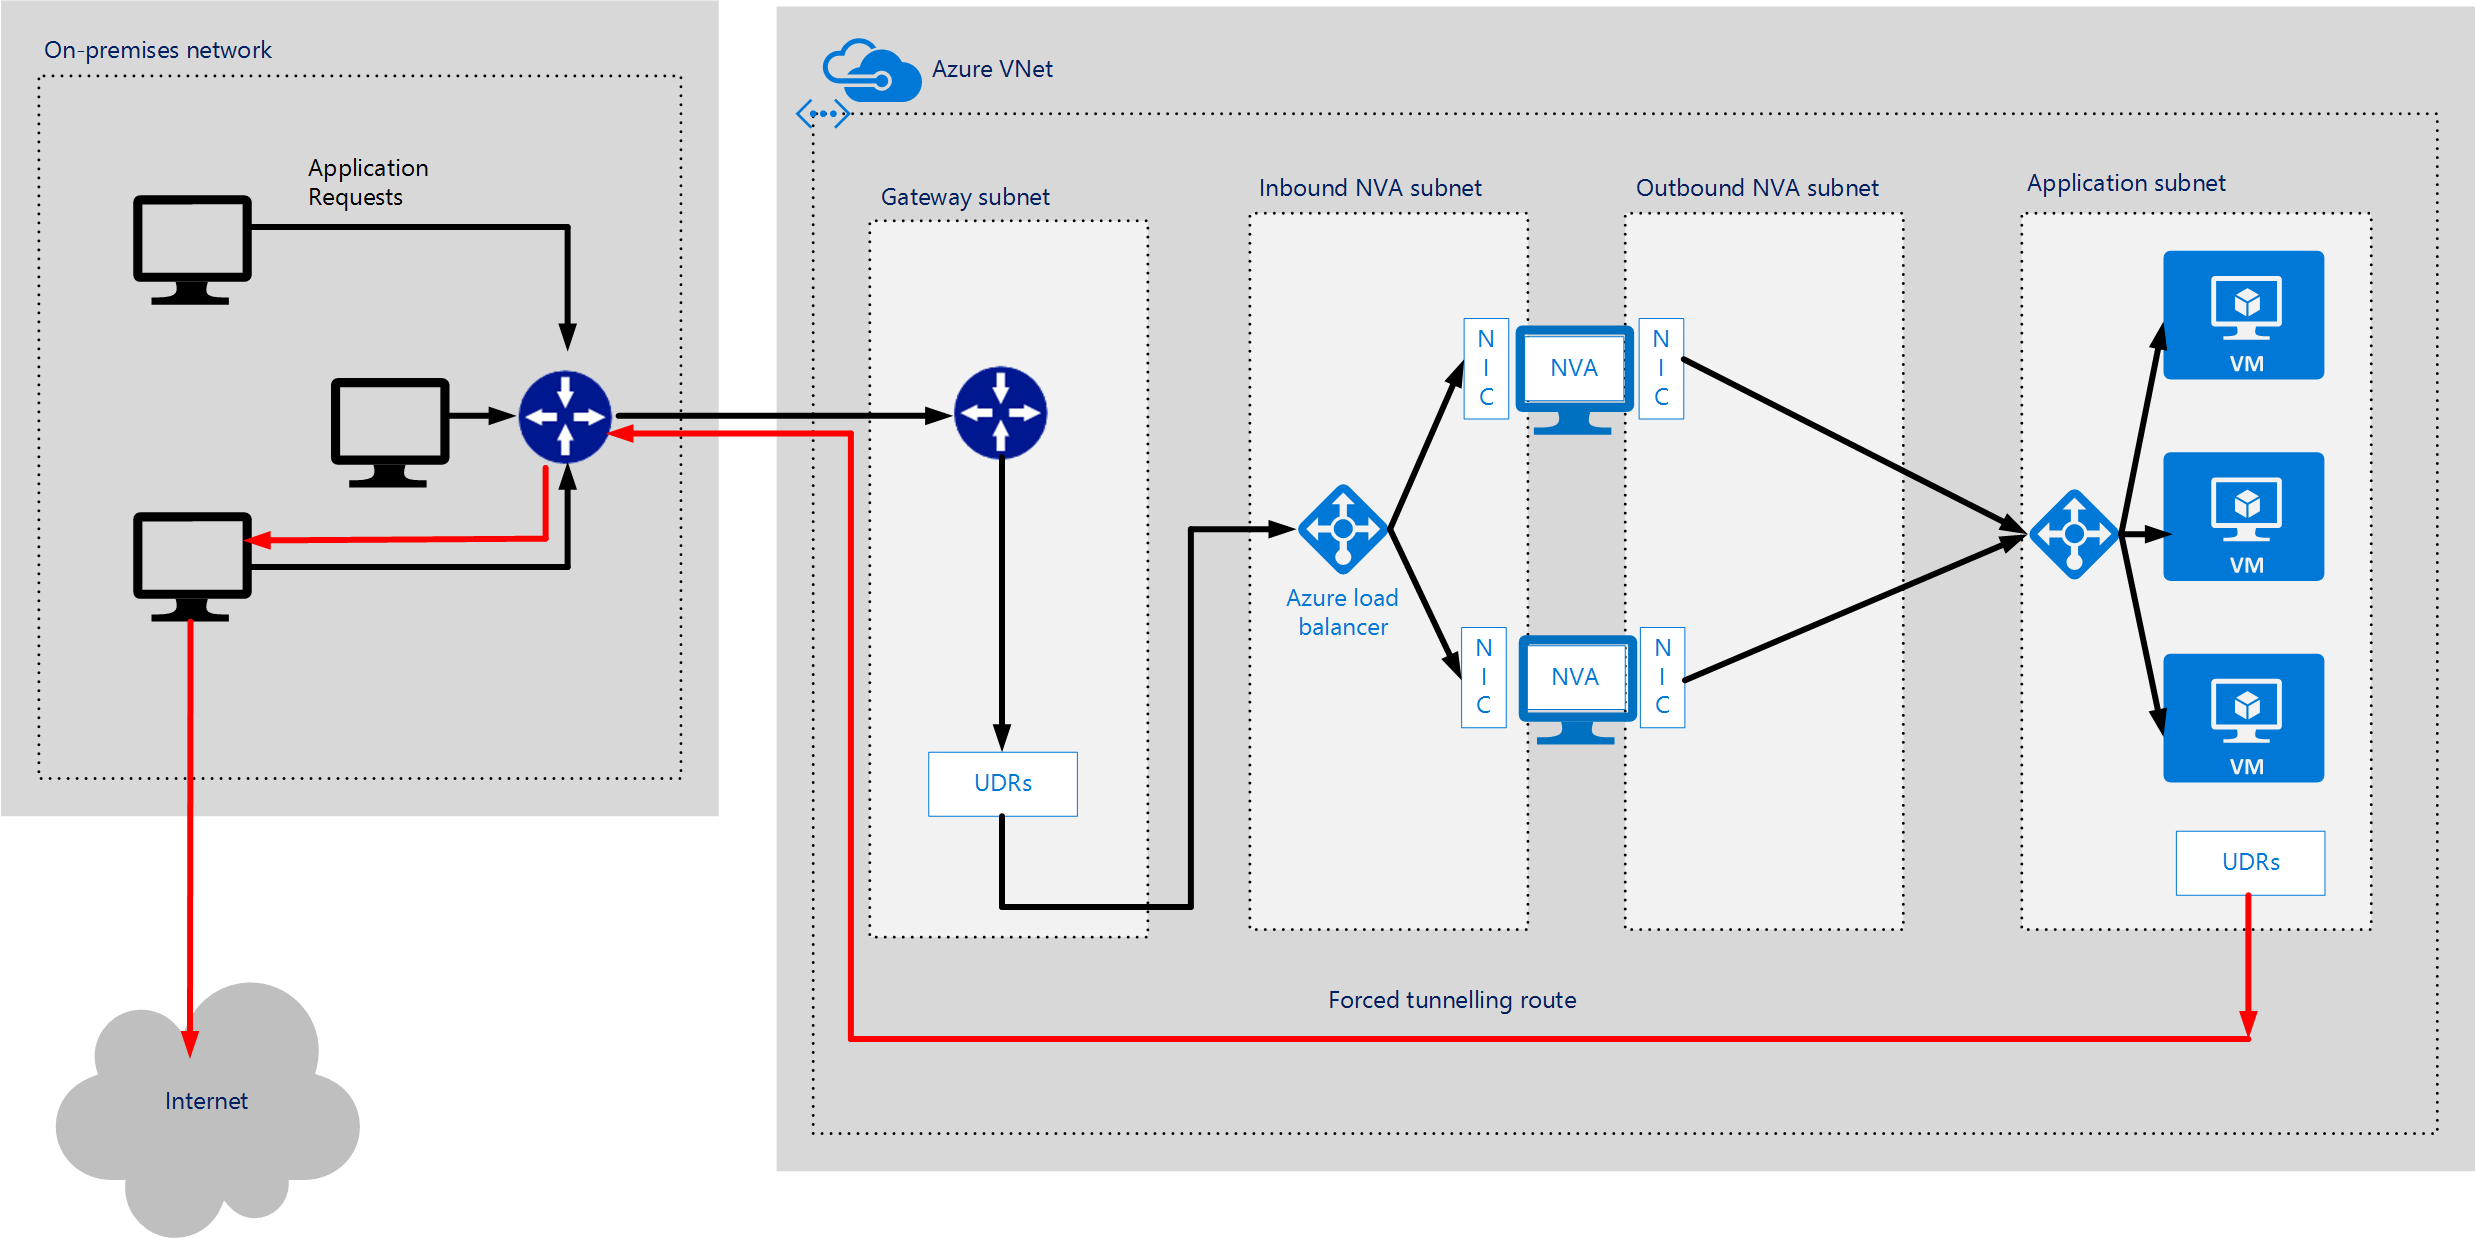 On-premises network
Application
Requests
Azure VNet
Gateway subnet
UDRs
Inbound NVA subnet
Azure load
balancer
N
I
C
NVA
N
I
C
N
I
C
NVA
N
I
C
Outbound NVA subnet
Application subnet
VM
VM
VM
UDRs
Forced tunnelling route
Internet